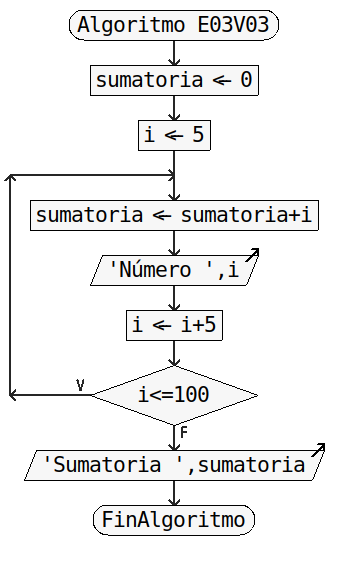 Algoritmo E03V03
sumatoria ← 0
i ← 5
sumatoria ← sumatoria+i
'Número ',i
i ← i+5
V
i<=100
F
'Sumatoria ',sumatoria
FinAlgoritmo